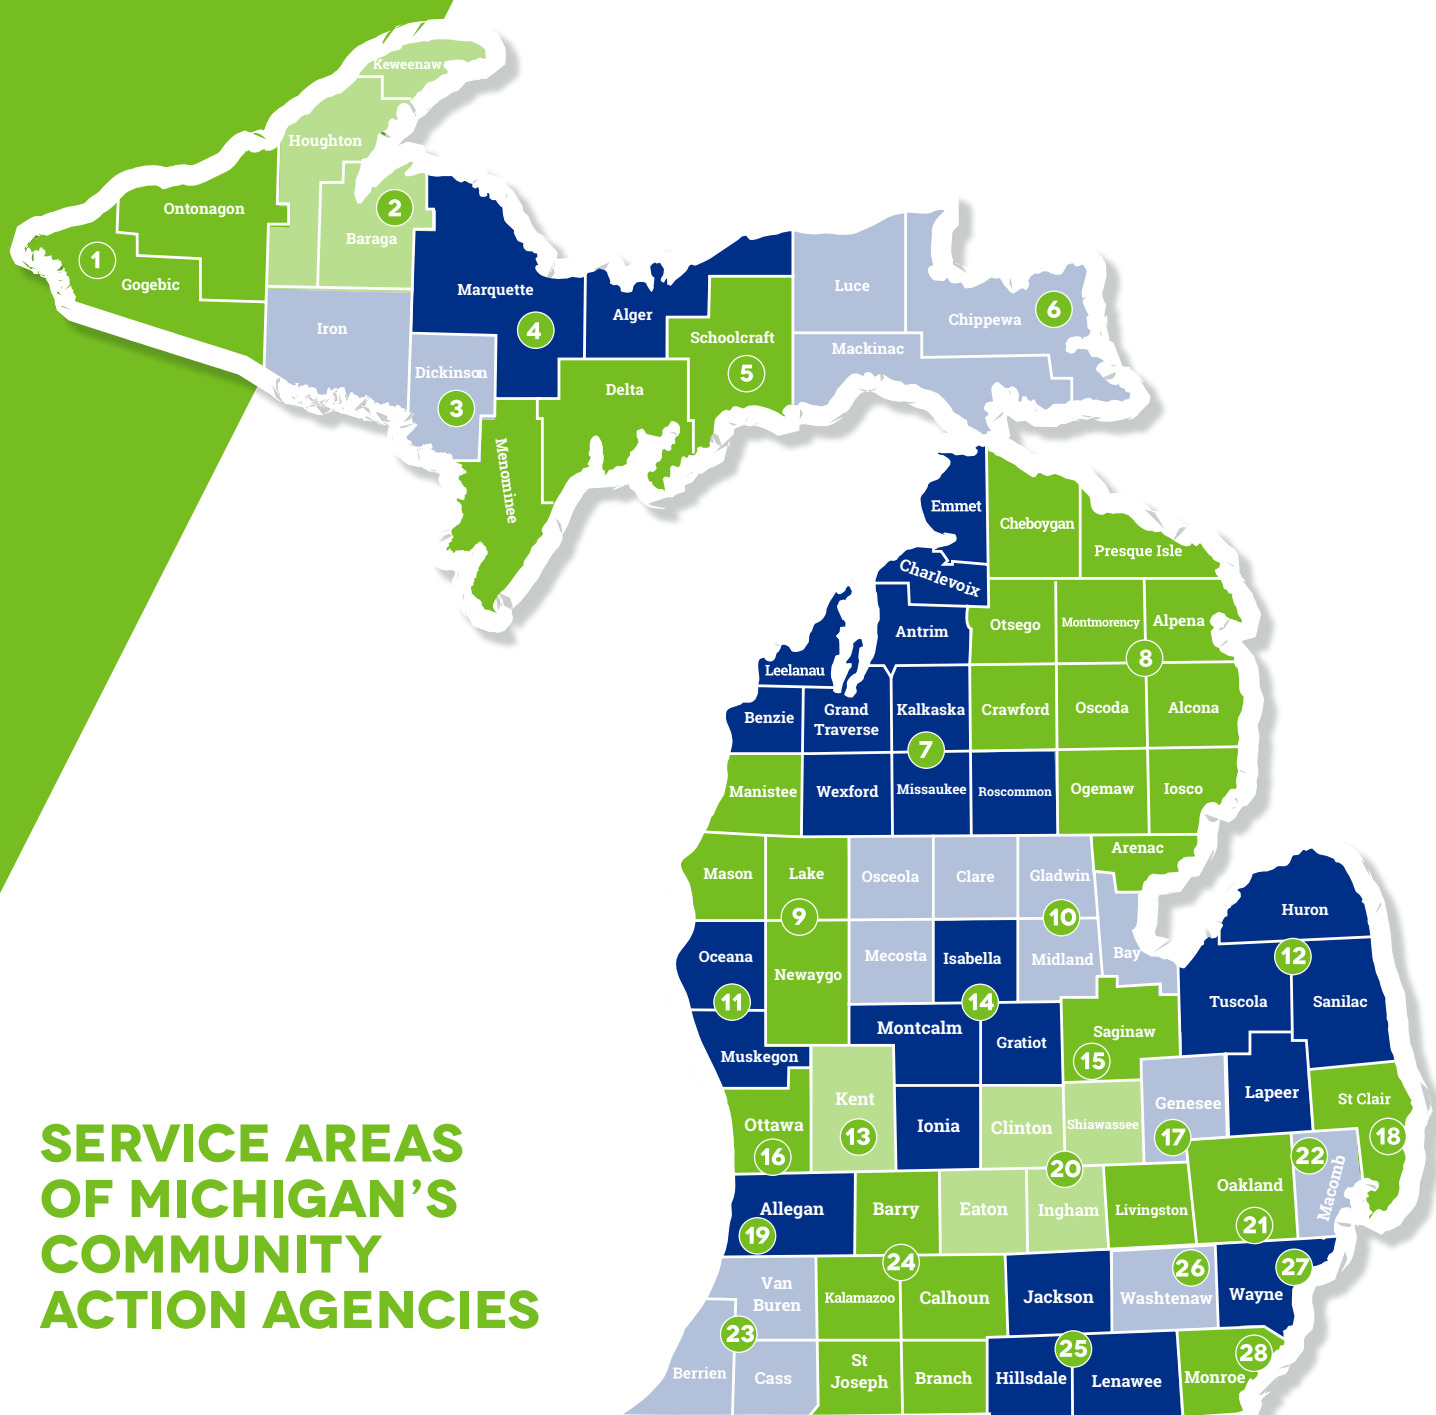 Keweenaw
Houghton
Ontonagon
2
Baraga
1
Gogebic
Marquette
4
Alger
Iron
Dickinson
3
Schoolcraft
5
Delta
Menominee
Luce
Chippewa
6
Mackinac
Emmet
Cheboygan
Presque Isle
Charlevoix
Antrim
Otsego
Montmorency
Alpena
8
Leelanau
Benzie
Grand
Traverse
Kalkaska
Crawford
Oscoda
Alcona
7
Manistee
Wexford
Missaukee
Roscommon
Ogemaw
Iosco
Arenac
Mason
Lake
Osceola
Clare
Gladwin
9
10
Huron
Oceana
Newaygo
Mecosta
Isabella
Midland
Bay
12
11
14
Tuscola
Sanilac
Muskegon
Montcalm
Gratiot
Saginaw
15
Kent
13
Ionia
Clinton
Shiawassee
Genesee
17
Lapeer
St Clair
18
Ottawa
16
20
22
Macomb
Allegan
19
Barry
Eaton
Ingham
Livingston
Oakland
21
24
26
27
Van
Buren
Kalamazoo
Calhoun
Jackson
Washtenaw
Wayne
23
25
28
Berrien
Cass
St
Joseph
Branch
Hillsdale
Lenawee
Monroe
SERVICE AREAS
OF MICHIGAN’S
COMMUNITY
ACTION AGENCIES